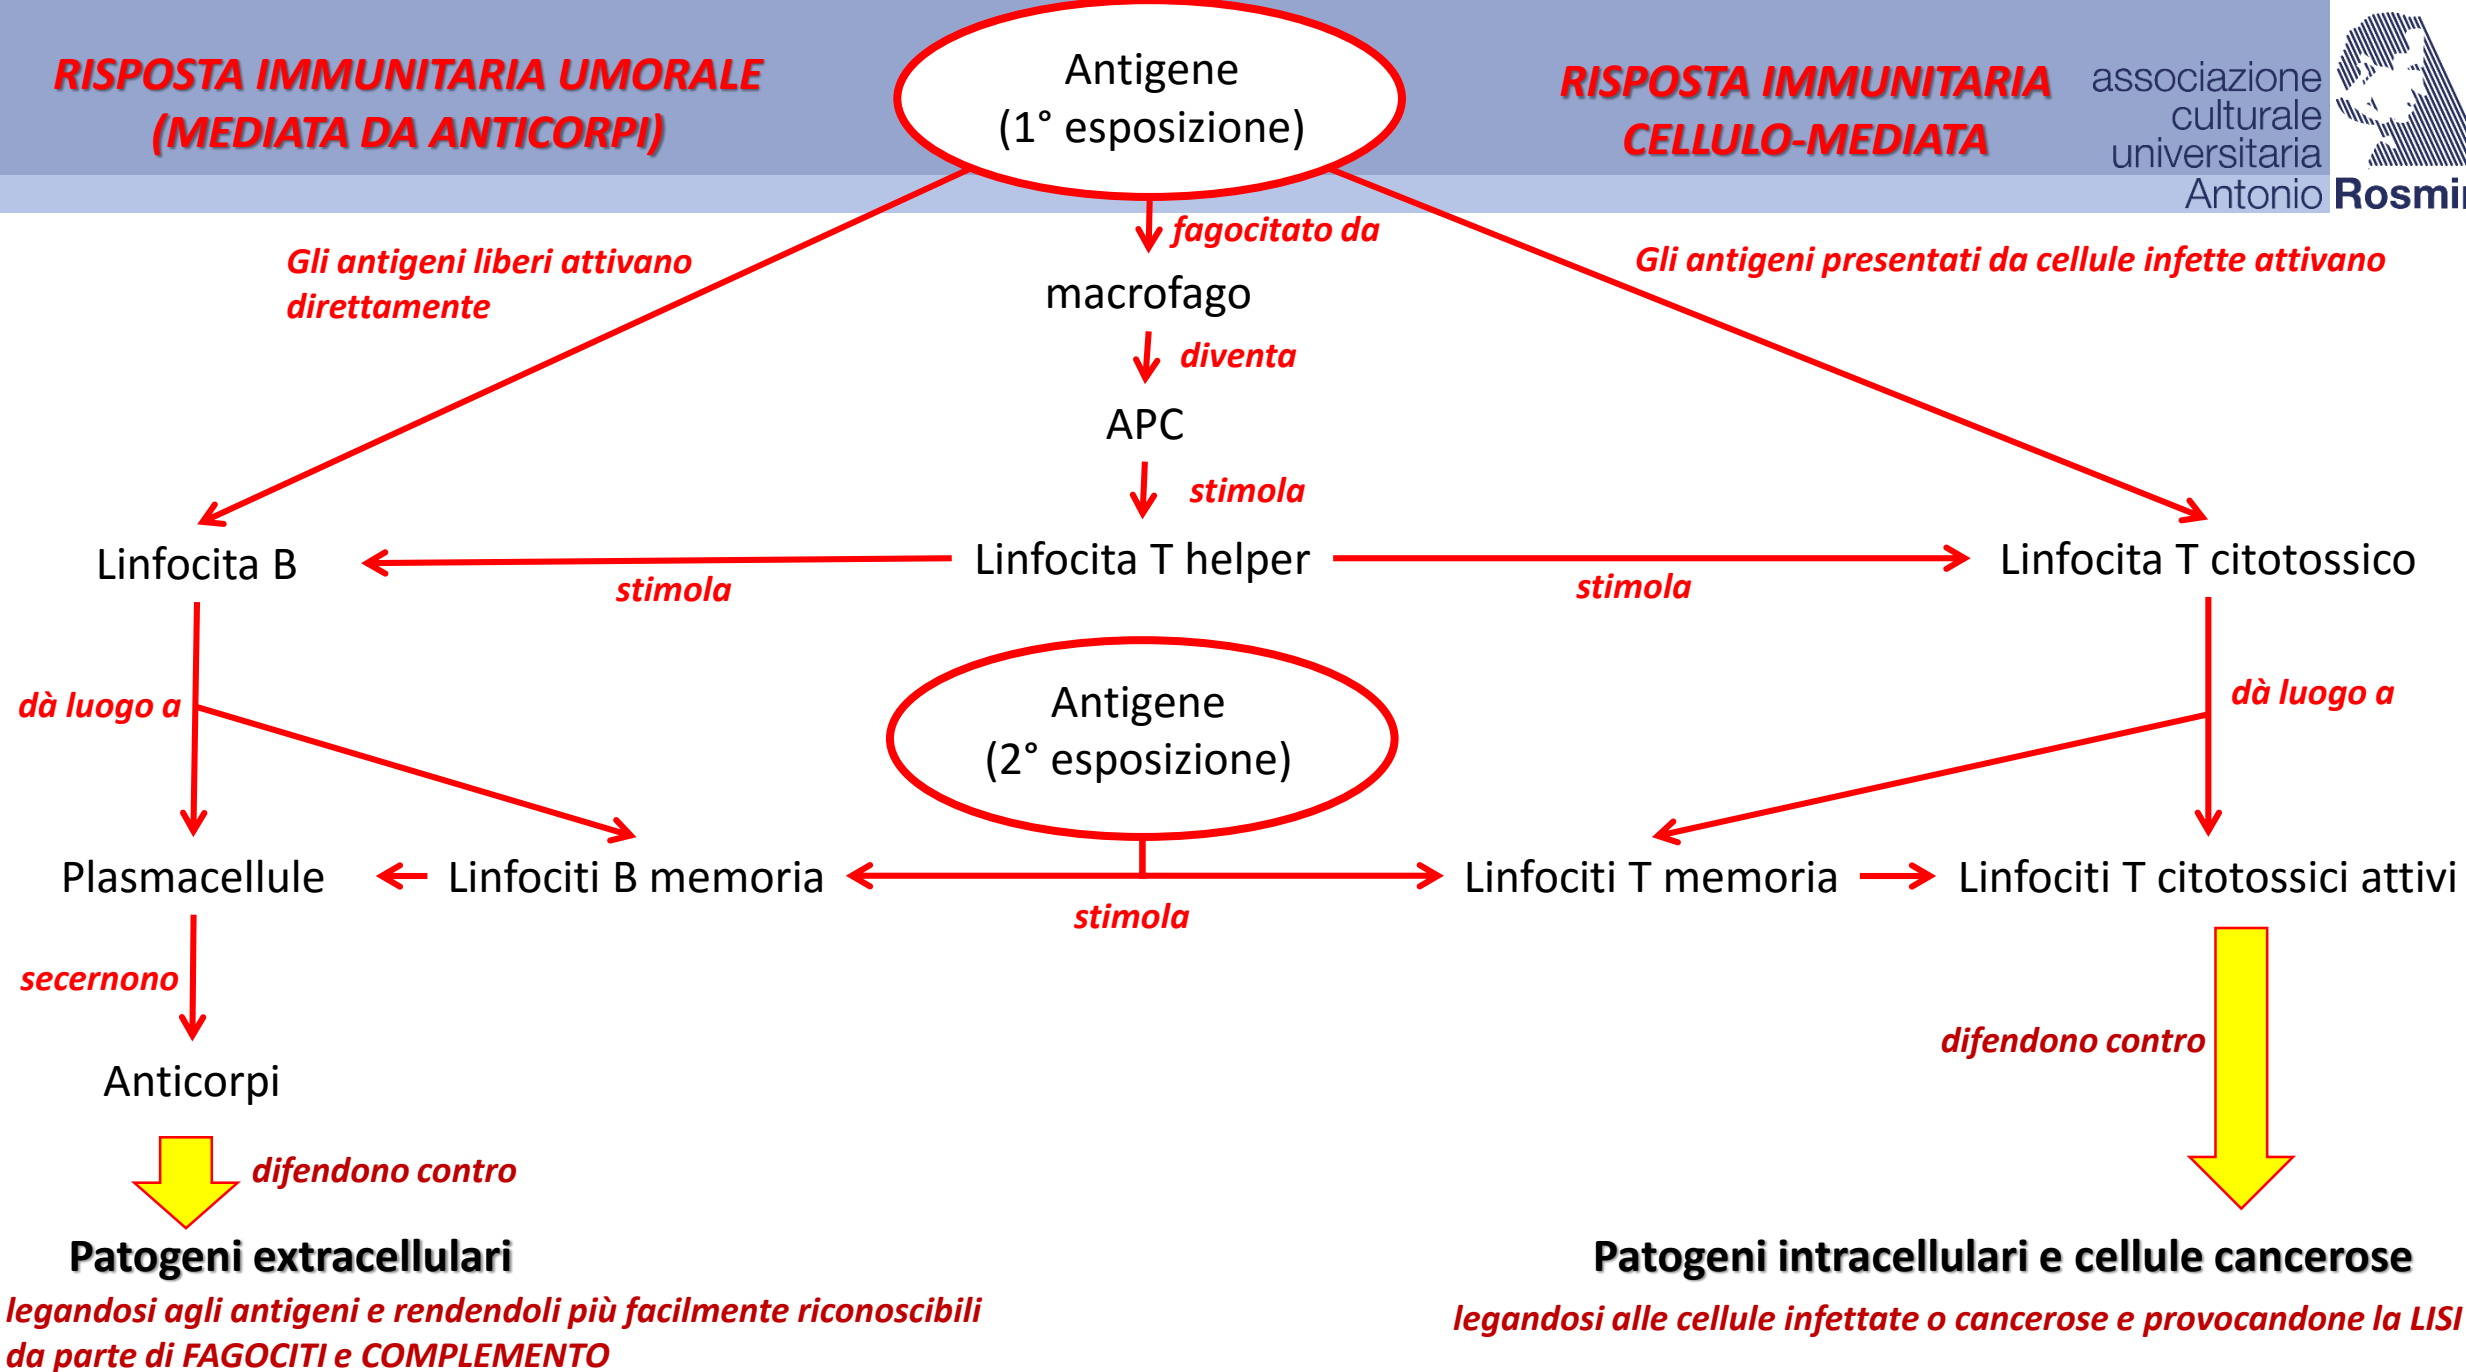 RISPOSTA IMMUNITARIA UMORALE
(MEDIATA DA ANTICORPI)
Antigene
(1° esposizione)
RISPOSTA IMMUNITARIA
CELLULO-MEDIATA
associazione
culturale
universitaria
Antonio
Gli antigeni liberi attivano
direttamente
fagocitato da
Gli antigeni presentati da cellule infette attivano
macrofago
diventa
APC
stimola
Linfocita B
stimola
Linfocita T helper
stimola
Linfocita T citotossico
dà luogo a
Antigene
(2° esposizione)
dà luogo a
Plasmacellule
Linfociti B memoria
stimola
Linfociti T memoria
Linfociti T citotossici attivi
secernono
Anticorpi
difendono contro
difendono contro
Patogeni extracellulari
legandosi agli antigeni e rendendoli più facilmente riconoscibili
da parte di FAGOCITI e COMPLEMENTO
Patogeni intracellulari e cellule cancerose
legandosi alle cellule infettate o cancerose e provocandone la LISI